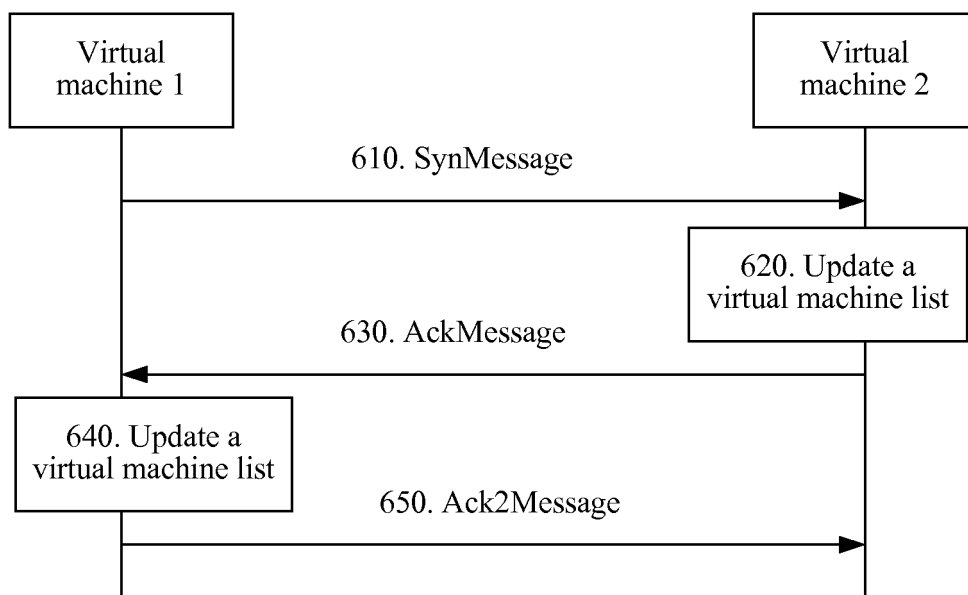 Virtual
machine 1
Virtual
machine 2
610. SynMessage
620. Update a
virtual machine list
630. AckMessage
640. Update a
virtual machine list
650. Ack2Message